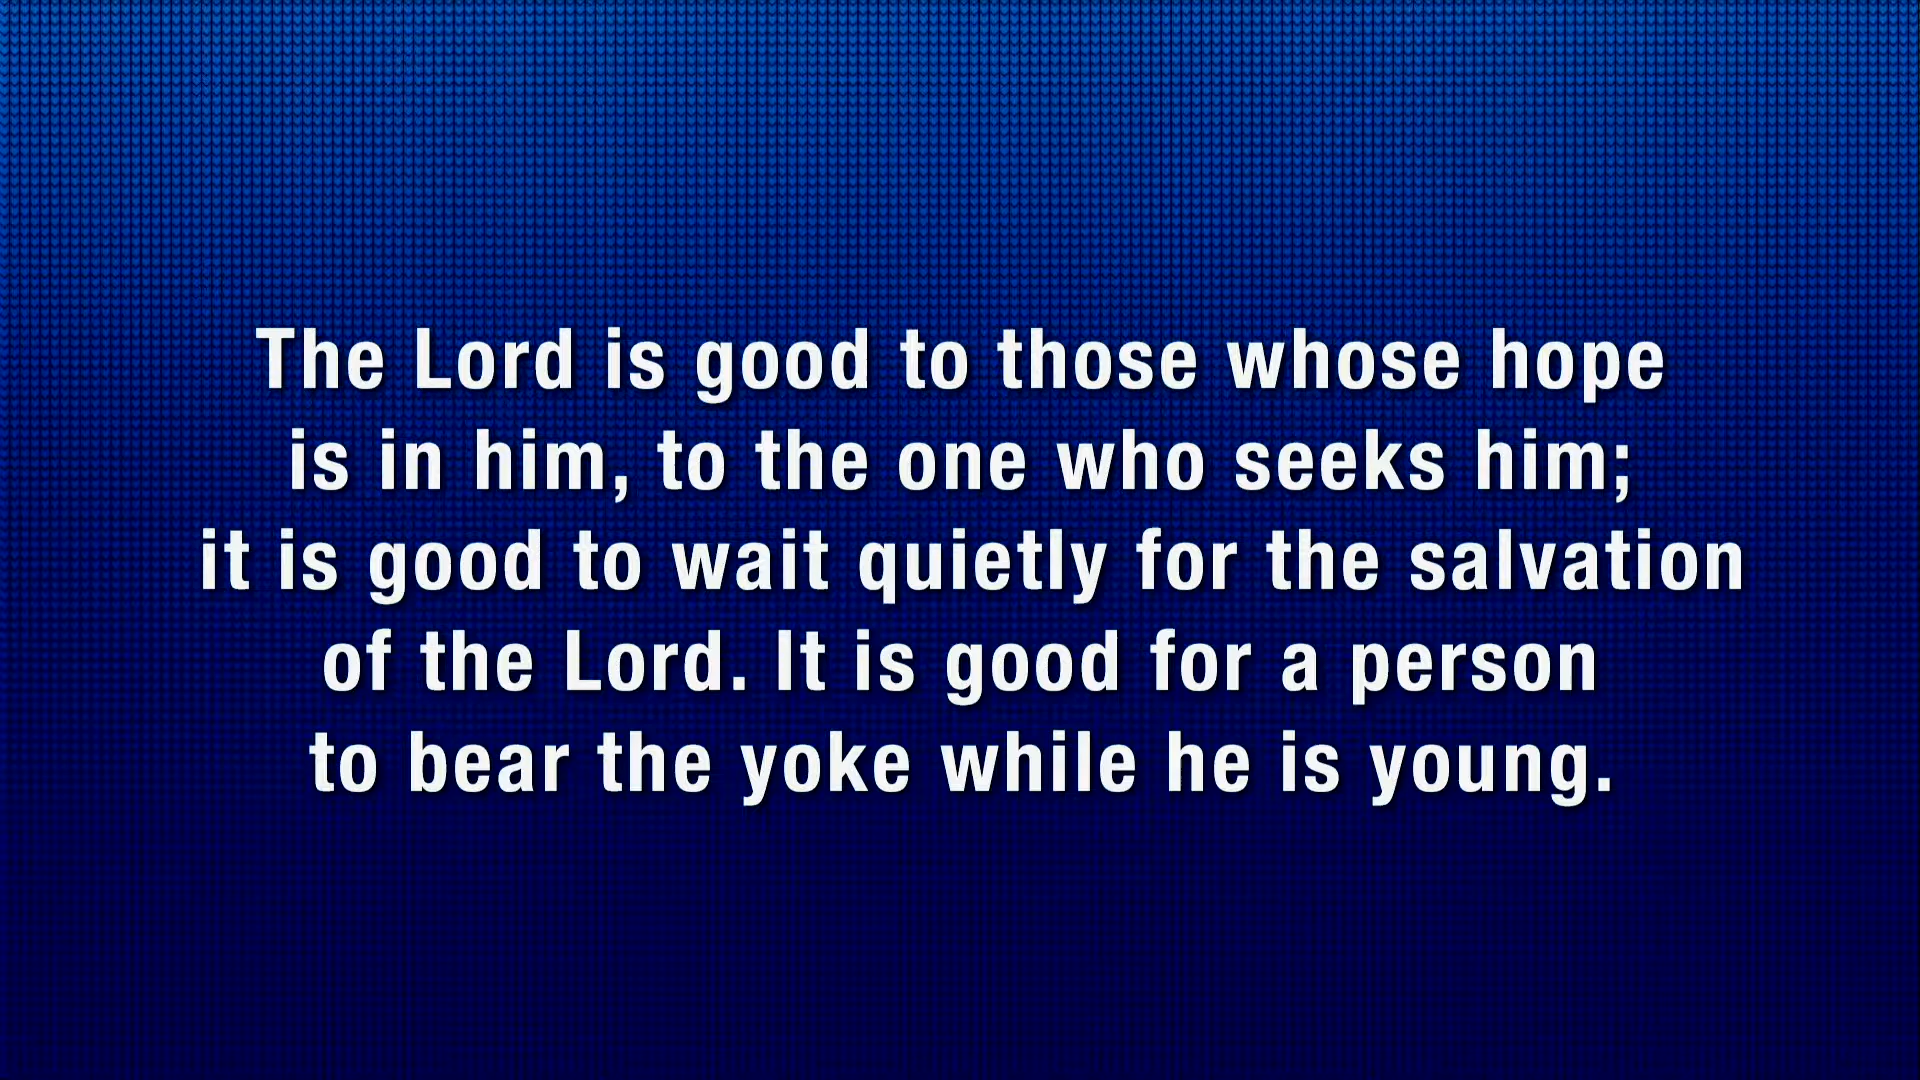 The Lord is good to those whose hope
is in him, to the one who seeks him;
it is good to wait quietly for the salvation
of the Lord. It is good for a person
to bear the yoke while he is young.